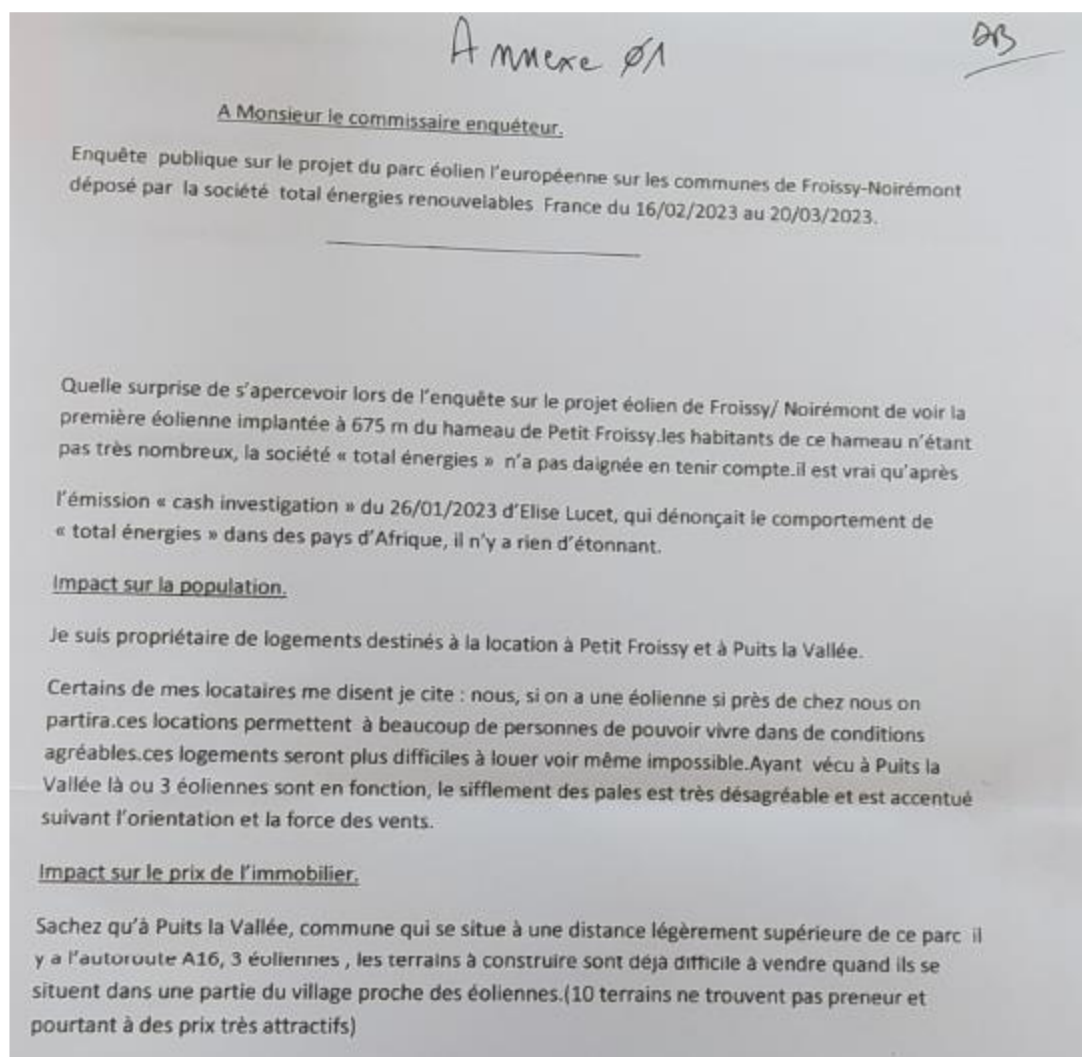 Annexe Ø1
DB
A Monsieur le commissaire enquéteur.
Enquête publique sur le projet du parc éolien l'européenne sur les communes de Froissy-Noirémont
déposé par la société total énergies renouvelables France du 16/02/2023 au 20/03/2023.
Quelle surprise de s'apercevoir lors de l'enquête sur le projet éolien de Froissy/ Noirémont de voir la
première éolienne implantée à 675 m du hameau de Petit Froissy.les habitants de ce hameau n'étant
pas très nombreux, la société « total énergies » n'a pas daignée en tenir compte.il est vrai qu'après
l'émission « cash investigation » du 26/01/2023 d'Elise Lucet, qui dénonçait le comportement de
« total énergies » dans des pays d'Afrique, il n'y a rien d'étonnant.
Impact sur la population.
Je suis propriétaire de logements destinés à la location à Petit Froissy et à Puits la Vallée.
Certains de mes locataires me disent je cite : nous, si on a une éolienne si près de chez nous on
partira.ces locations permettent à beaucoup de personnes de pouvoir vivre dans de conditions
agréables.ces logements seront plus difficiles à louer voir même impossible.Ayant vécu à Puits la
Vallée là ou 3 éoliennes sont en fonction, le sifflement des pales est très désagréable et est accentué
suivant l'orientation et la force des vents.
Impact sur le prix de l'immobilier.
Sachez qu'à Puits la Vallée, commune qui se situe à une distance légèrement supérieure de ce parc il
y a l'autoroute A16, 3 éoliennes , les terrains à construire sont déjà difficile à vendre quand ils se
situent dans une partie du village proche des éoliennes.(10 terrains ne trouvent pas preneur et
pourtant à des prix très attractifs)